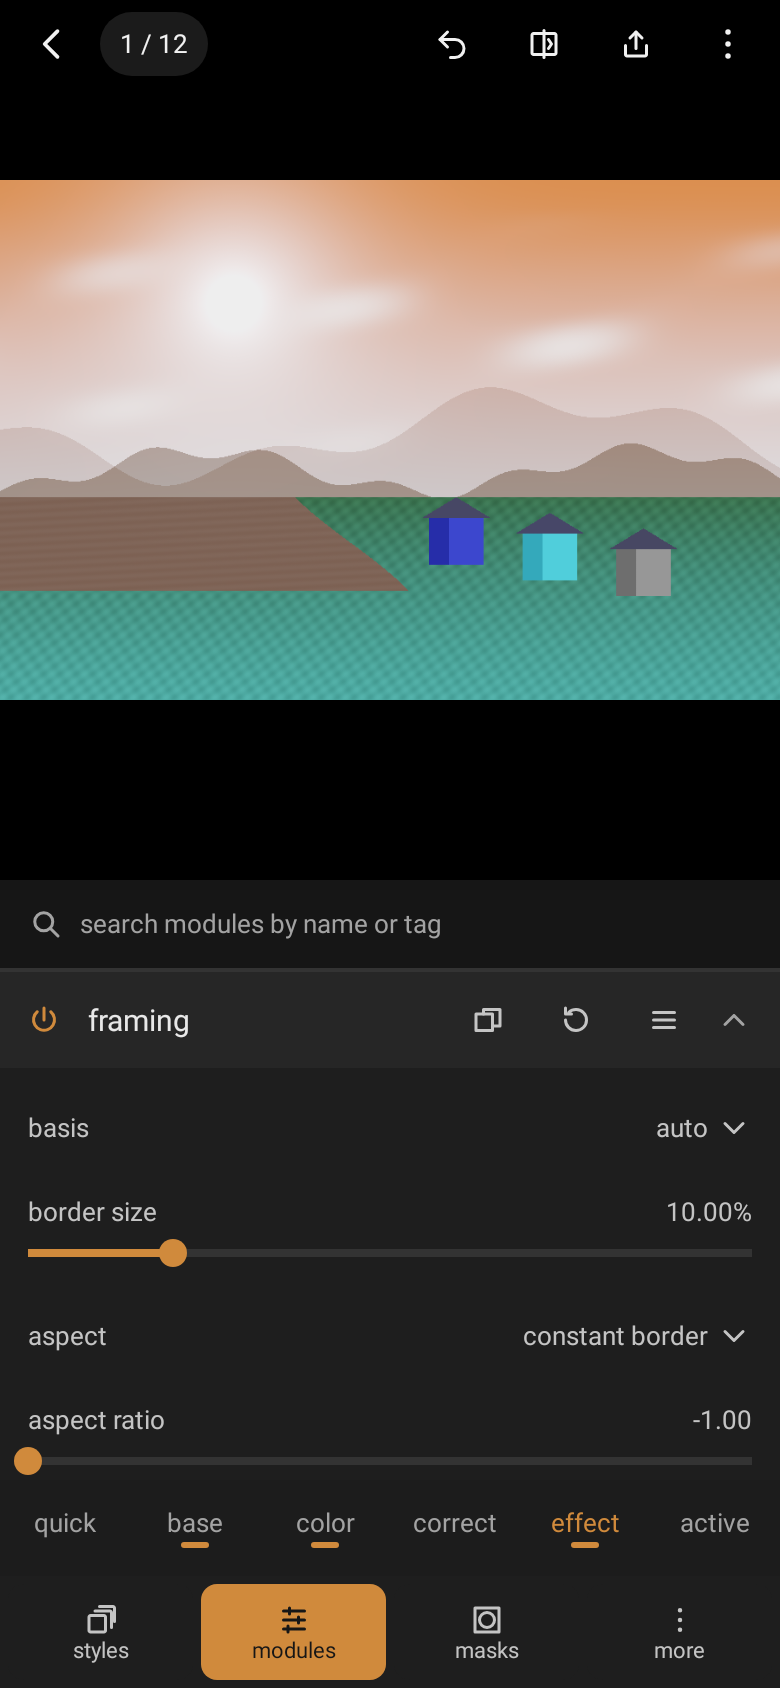 1 / 12
search modules by name or tag
framing
basis auto
border size 10.00%
aspect constant border
aspect ratio -1.00
quick base color correct effect active
styles modules masks more